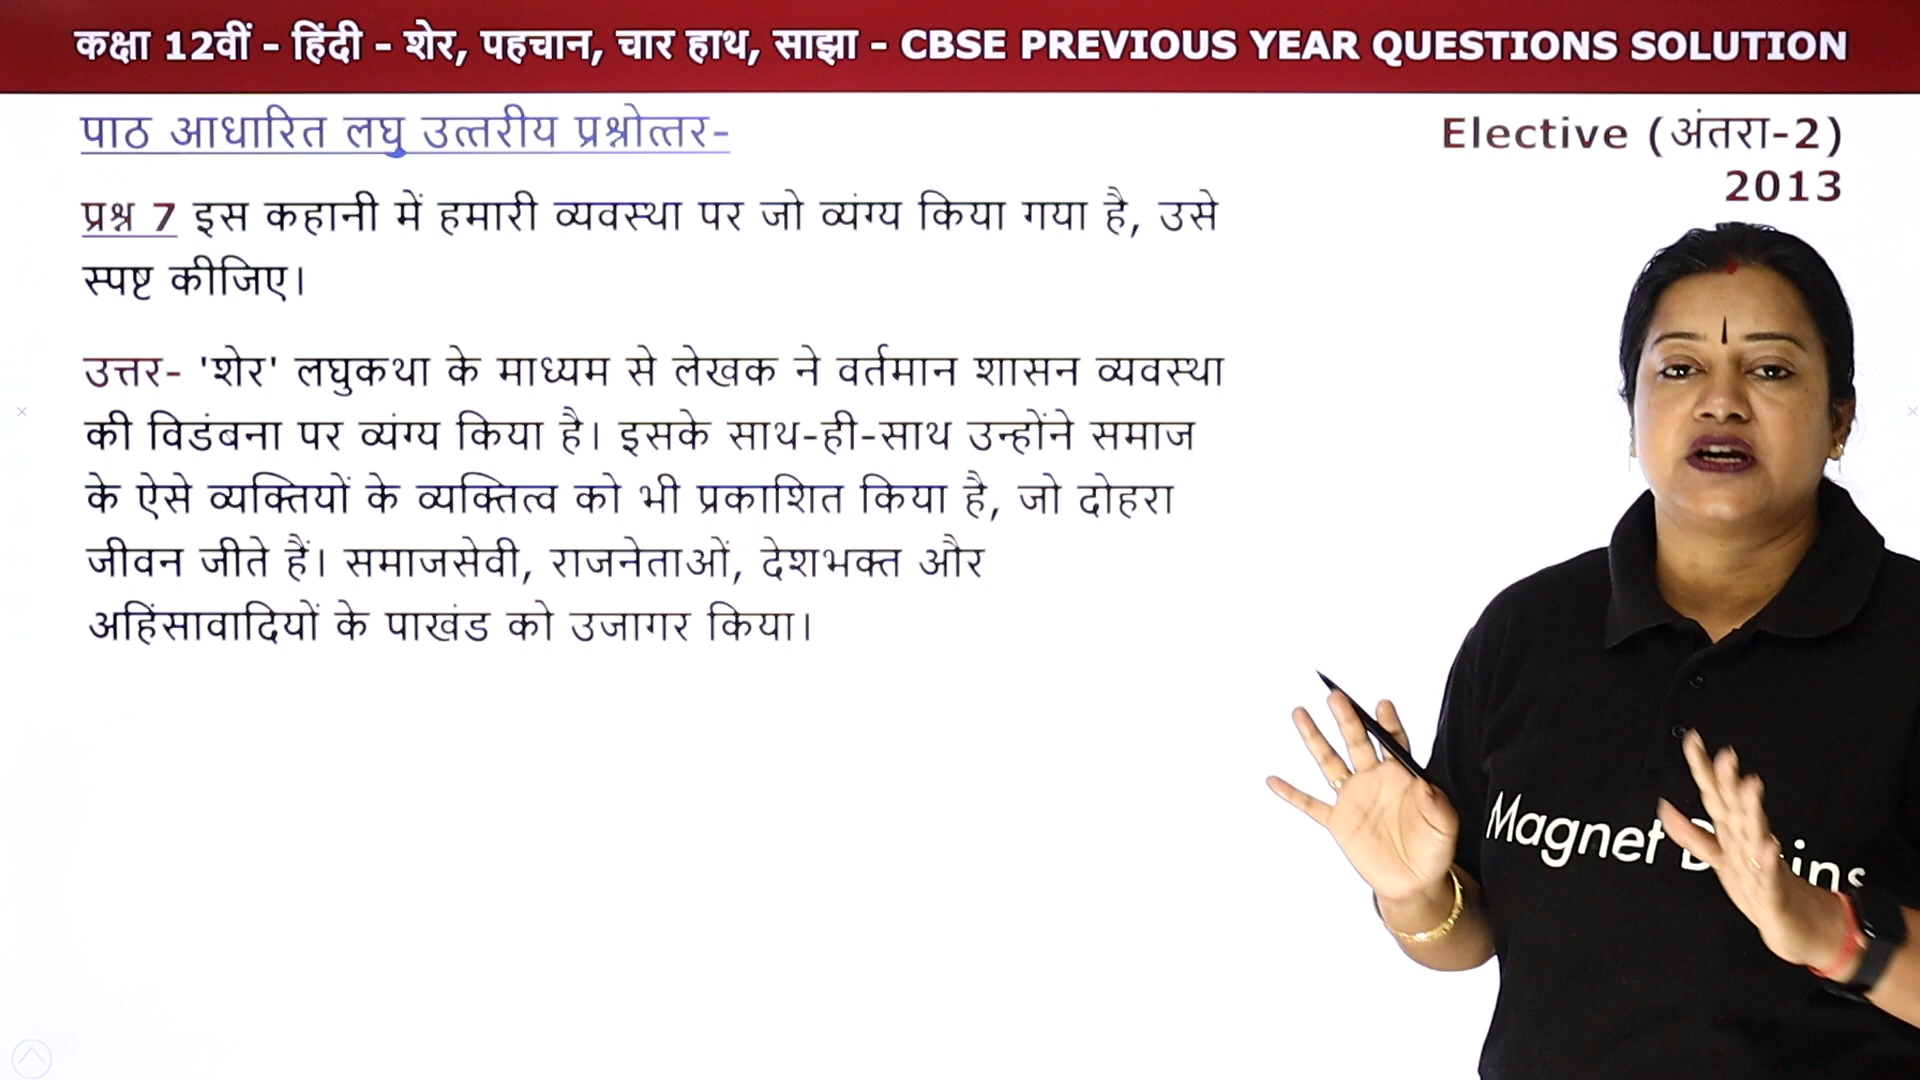 कक्षा 12वीं - हिंदी - शेर, पहचान, चार हाथ, साझा - CBSE PREVIOUS YEAR QUESTIONS SOLUTION
पाठ आधारित लघु उत्तरीय प्रश्नोत्तर-
Elective (अंतरा-2)
2013
प्रश्न 7 इस कहानी में हमारी व्यवस्था पर जो व्यंग्य किया गया है, उसे
स्पष्ट कीजिए।
उत्तर- 'शेर' लघुकथा के माध्यम से लेखक ने वर्तमान शासन व्यवस्था
की विडंबना पर व्यंग्य किया है। इसके साथ-ही-साथ उन्होंने समाज
के ऐसे व्यक्तियों के व्यक्तित्व को भी प्रकाशित किया है, जो दोहरा
जीवन जीते हैं। समाजसेवी, राजनेताओं, देशभक्त और
अहिंसावादियों के पाखंड को उजागर किया।
Magnet